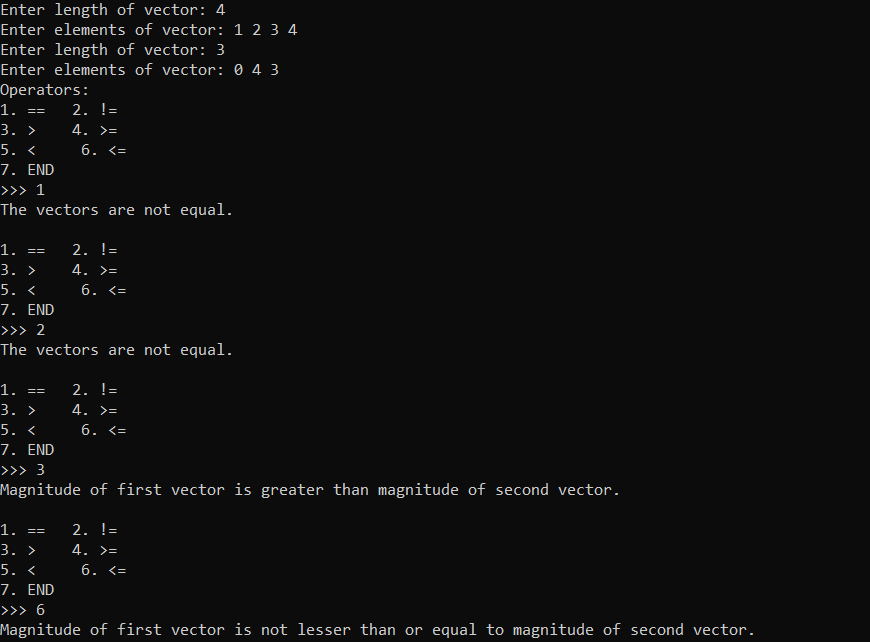 Enter length of vector: 4
Enter elements of vector: 1 2 3 4
Enter length of vector: 3
Enter elements of vector: 0 4 3
Operators:
1. ==   2. !=
3. >    4. >=
5. <     6. <=
7. END
>>> 1
The vectors are not equal.

1. ==   2. !=
3. >    4. >=
5. <     6. <=
7. END
>>> 2
The vectors are not equal.

1. ==   2. !=
3. >    4. >=
5. <     6. <=
7. END
>>> 3
Magnitude of first vector is greater than magnitude of second vector.

1. ==   2. !=
3. >    4. >=
5. <     6. <=
7. END
>>> 6
Magnitude of first vector is not lesser than or equal to magnitude of second vector.